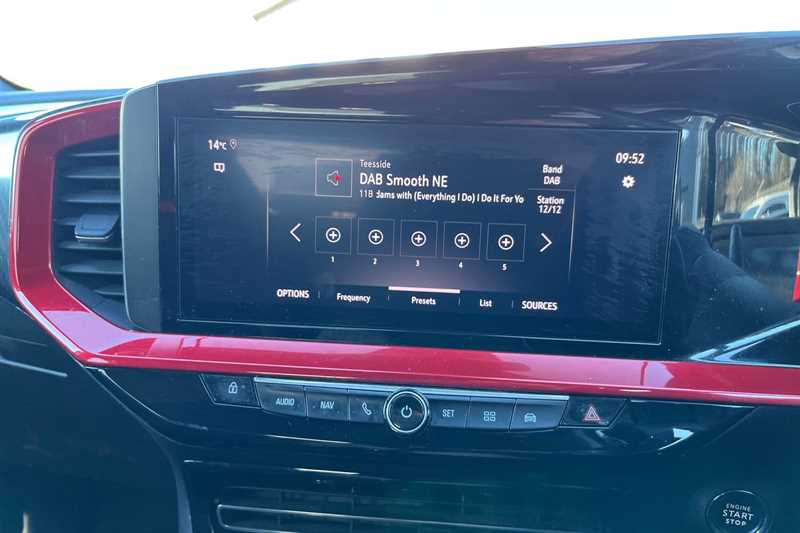 14°C
09:52
Teesside
DAB Smooth NE
11B Jams with (Everything I Do) I Do It For Yo
Band
DAB
Station
12/12
1 2 3 4 5
OPTIONS Frequency Presets List SOURCES
AUDIO NAV SET
ENGINE
START
STOP